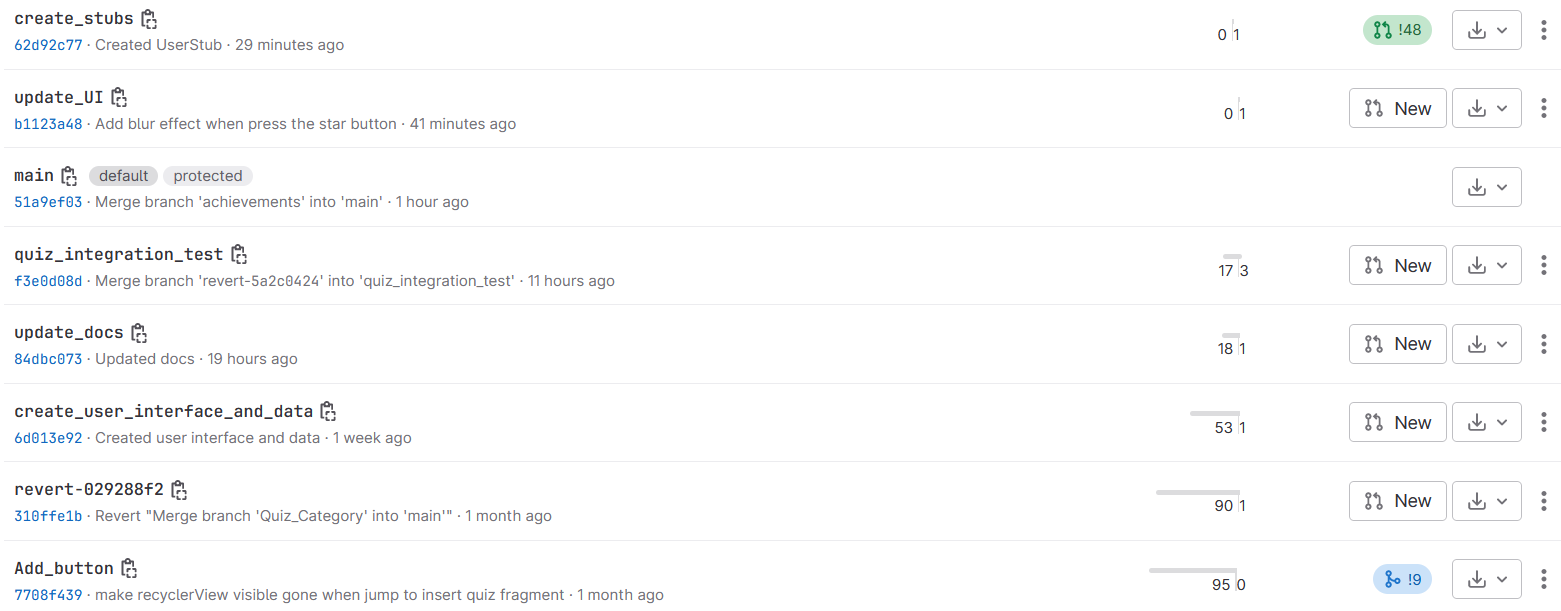 create_stubs
0 1 !48
62d92c77 · Created UserStub · 29 minutes ago
update_UI
0 1 New
b1123a48 · Add blur effect when press the star button · 41 minutes ago
main default protected
51a9ef03 · Merge branch 'achievements' into 'main' · 1 hour ago
quiz_integration_test
17 3 New
f3e0d08d · Merge branch 'revert-5a2c0424' into 'quiz_integration_test' · 11 hours ago
update_docs
18 1 New
84dbc073 · Updated docs · 19 hours ago
create_user_interface_and_data
53 1 New
6d013e92 · Created user interface and data · 1 week ago
revert-029288f2
90 1 New
310ffe1b · Revert "Merge branch 'Quiz_Category' into 'main'" · 1 month ago
Add_button
95 0 !9
7708f439 · make recyclerView visible gone when jump to insert quiz fragment · 1 month ago